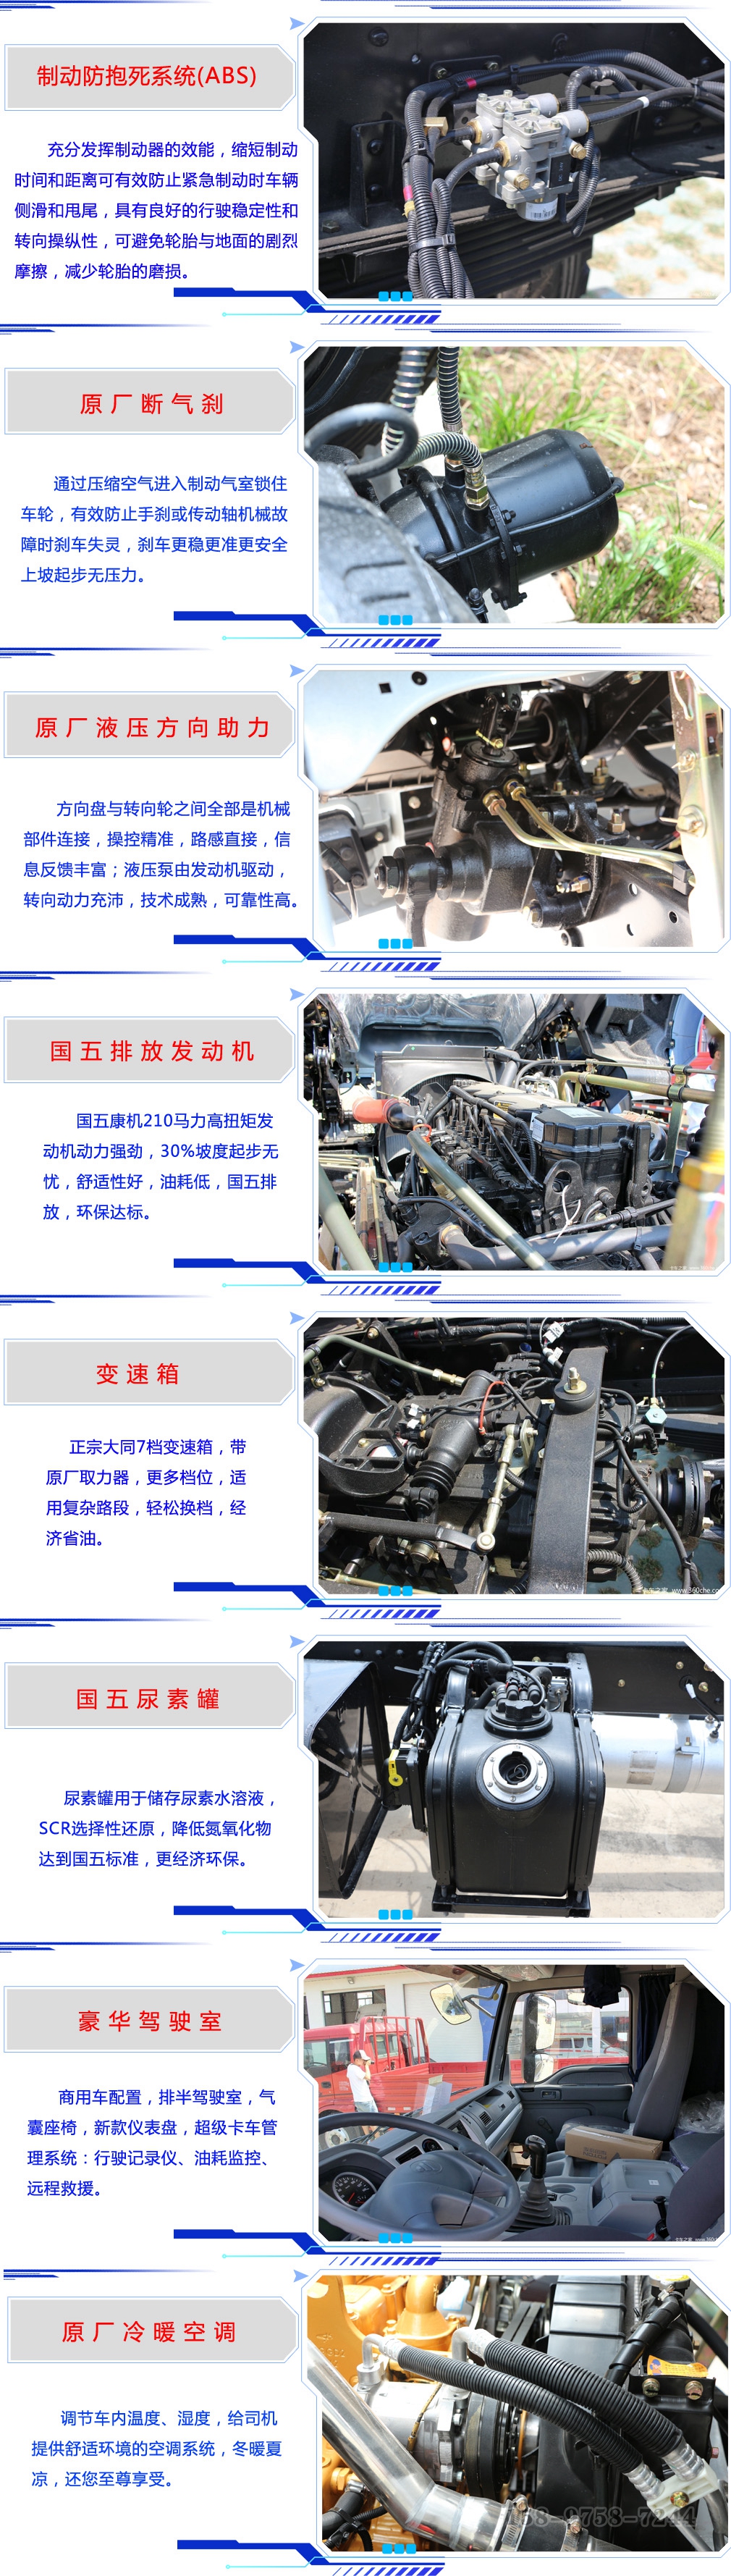 制动防抱死系统(ABS)
充分发挥制动器的效能，缩短制动
时间和距离可有效防止紧急制动时车辆
侧滑和甩尾，具有良好的行驶稳定性和
转向操纵性，可避免轮胎与地面的剧烈
摩擦，减少轮胎的磨损。
原厂断气刹
通过压缩空气进入制动气室锁住
车轮，有效防止手刹或传动轴机械故
障时刹车失灵，刹车更稳更准更安全
上坡起步无压力。
原厂液压方向助力
方向盘与转向轮之间全部是机械
部件连接，操控精准，路感直接，信
息反馈丰富；液压泵由发动机驱动，
转向动力充沛，技术成熟，可靠性高。
国五排放发动机
国五康机210马力高扭矩发
动机动力强劲，30%坡度起步无
忧，舒适性好，油耗低，国五排
放，环保达标。
变速箱
正宗大同7档变速箱，带
原厂取力器，更多档位，适
用复杂路段，轻松换档，经
济省油。
www.360che.co
国五尿素罐
尿素罐用于储存尿素水溶液，
SCR选择性还原，降低氮氧化物
达到国五标准，更经济环保。
豪华驾驶室
商用车配置，排半驾驶室，气
囊座椅，新款仪表盘，超级卡车管
理系统：行驶记录仪、油耗监控、
远程救援。
原厂冷暖空调
调节车内温度、湿度，给司机
提供舒适环境的空调系统，冬暖夏
凉，还您至尊享受。